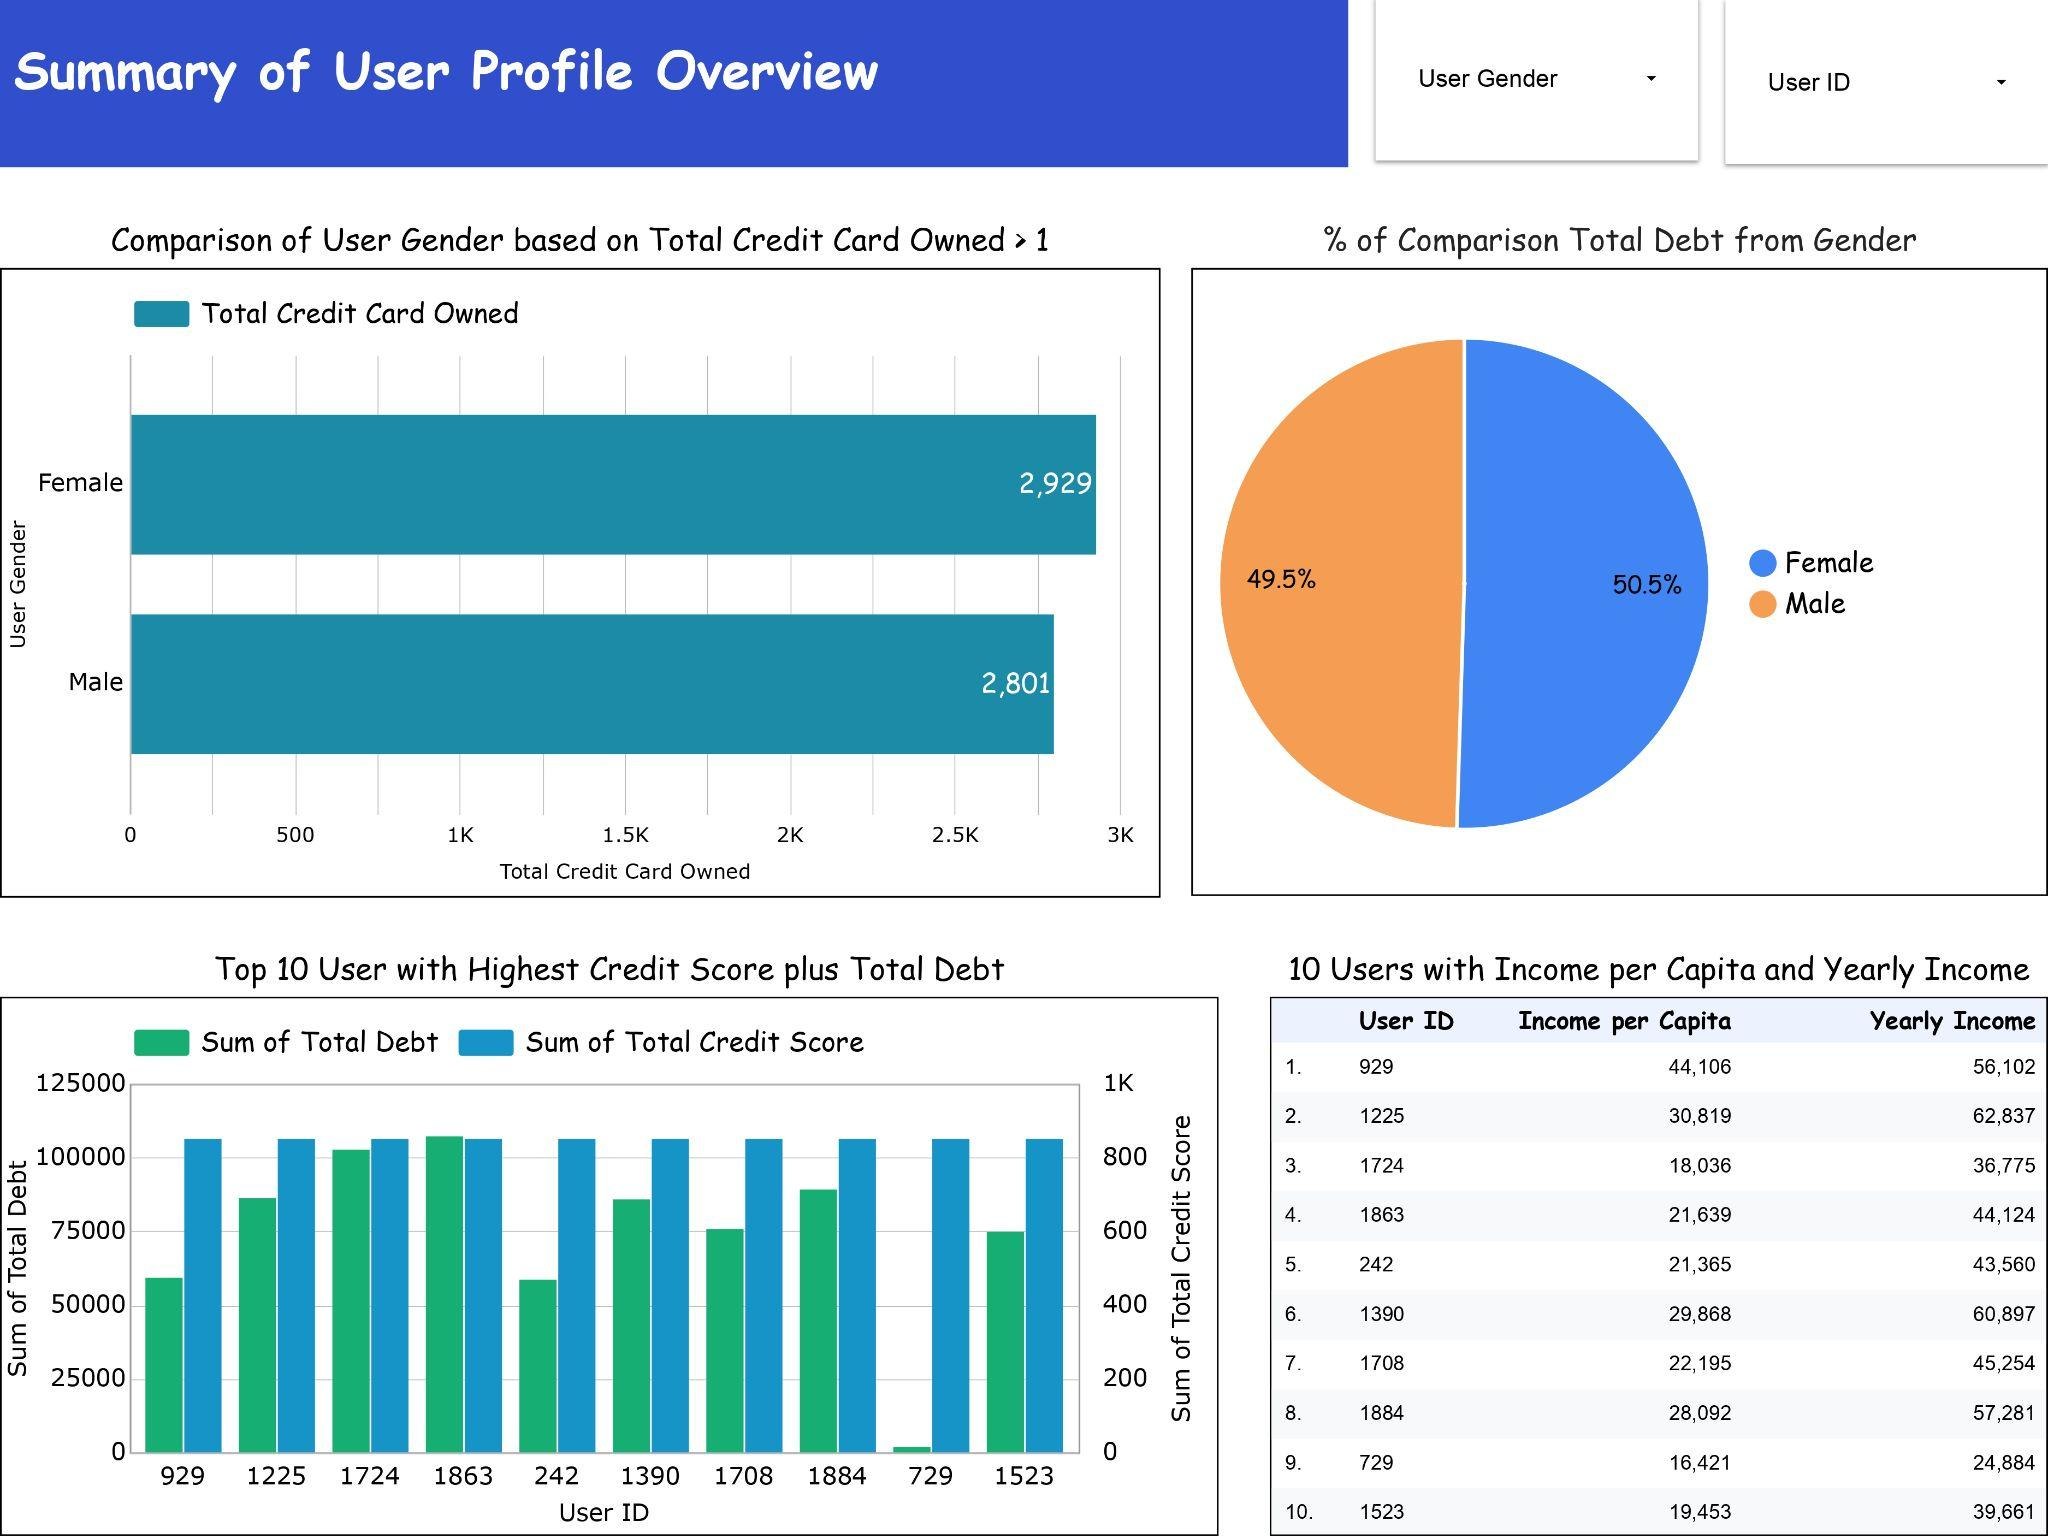 Summary of User Profile Overview
User Gender
User ID
Comparison of User Gender based on Total Credit Card Owned > 1
Total Credit Card Owned
Female
2,929
Male
2,801
User Gender
0 500 1K 1.5K 2K 2.5K 3K
Total Credit Card Owned
% of Comparison Total Debt from Gender
49.5%
50.5%
Female
Male
Top 10 User with Highest Credit Score plus Total Debt
Sum of Total Debt Sum of Total Credit Score
125000
100000
75000
50000
25000
0
Sum of Total Debt
1K
800
600
400
200
0
Sum of Total Credit Score
929 1225 1724 1863 242 1390 1708 1884 729 1523
User ID
10 Users with Income per Capita and Yearly Income
User ID Income per Capita Yearly Income
1. 929 44,106 56,102
2. 1225 30,819 62,837
3. 1724 18,036 36,775
4. 1863 21,639 44,124
5. 242 21,365 43,560
6. 1390 29,868 60,897
7. 1708 22,195 45,254
8. 1884 28,092 57,281
9. 729 16,421 24,884
10. 1523 19,453 39,661